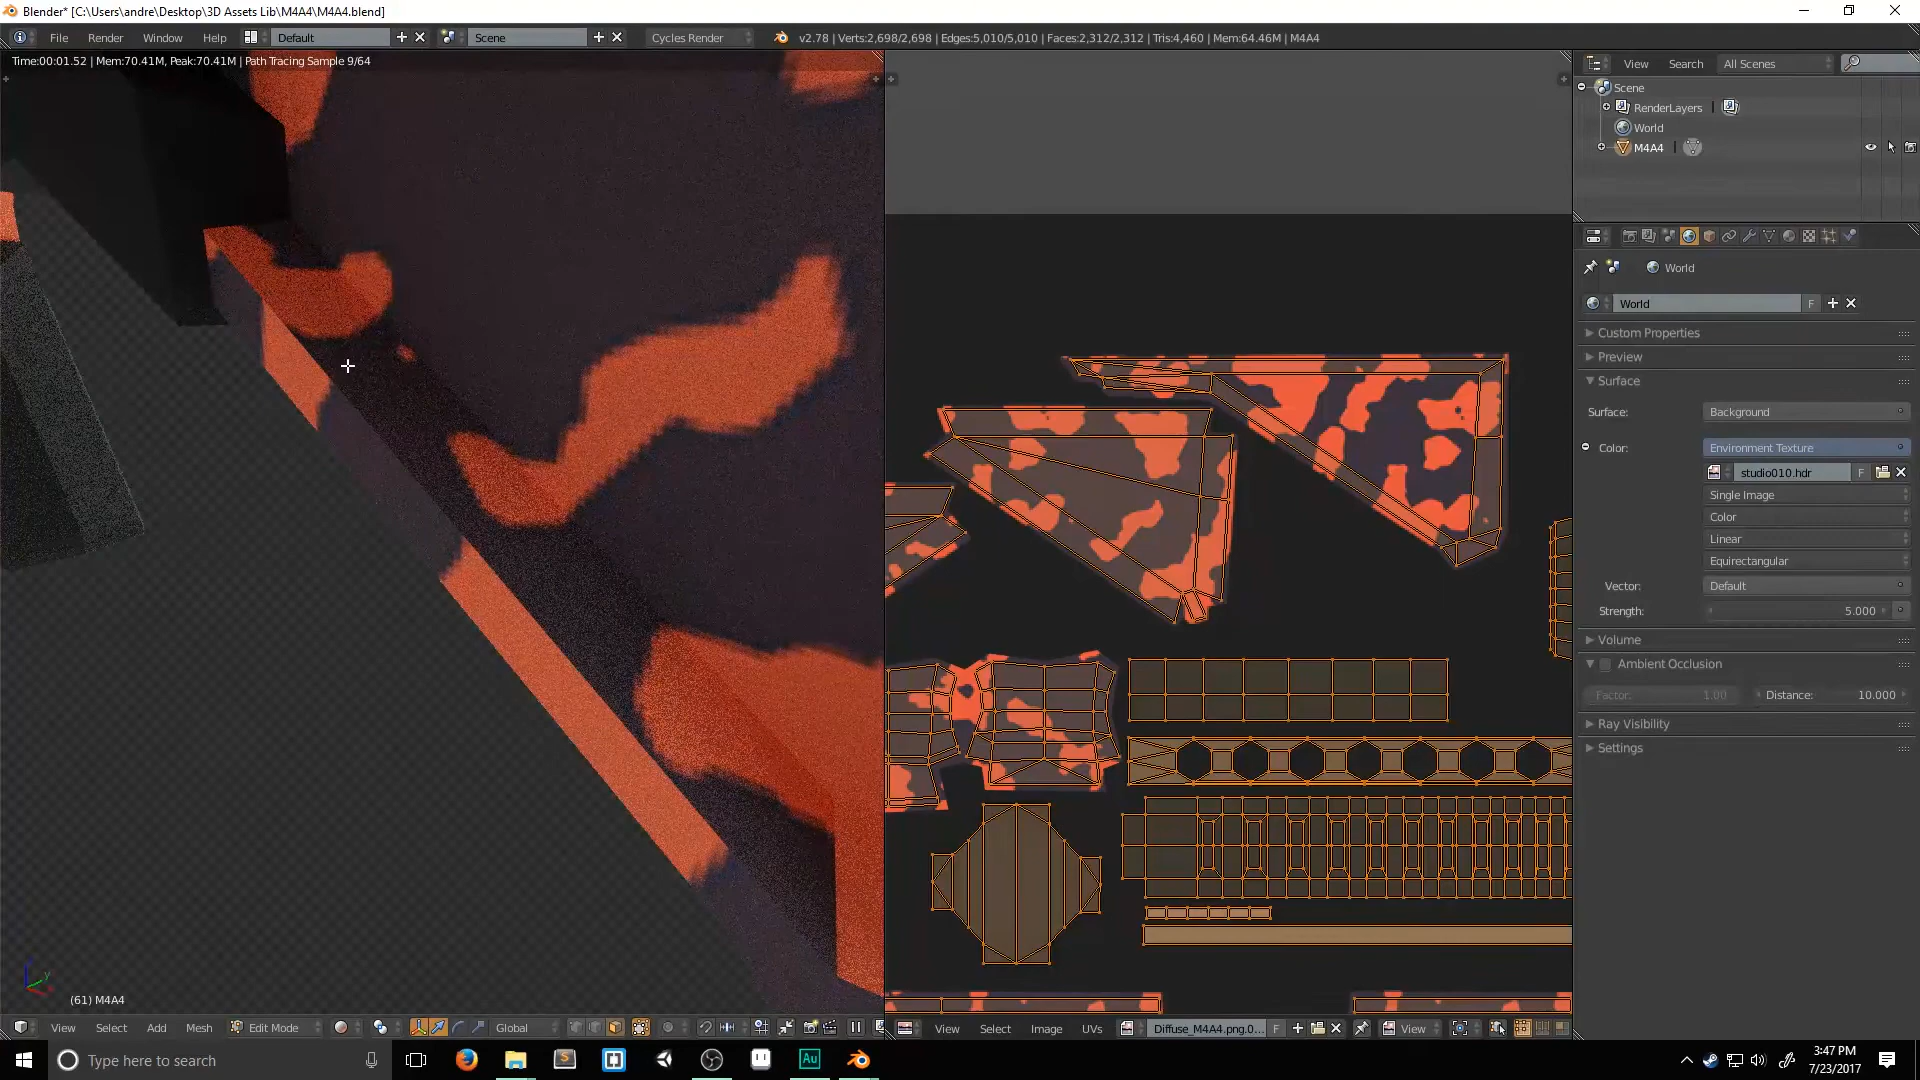 Blender* [C:\Users\andre\Desktop\3D Assets Lib\M4A4\M4A4.blend]
File Render Window Help Default Scene Cycles Render v2.78 | Verts:2,698/2,698 | Edges:5,010/5,010 | Faces:2,312/2,312 | Tris:4,460 | Mem:64.46M | M4A4
Time:00:01.52 | Mem:70.41M, Peak:70.41M | Path Tracing Sample 9/64
View Search All Scenes
Scene
RenderLayers
World
M4A4
World
World F
Custom Properties
Preview
Surface
Surface: Background
Color: Environment Texture
studio010.hdr F
Single Image
Color
Linear
Equirectangular
Vector: Default
Strength: 5.000
Volume
Ambient Occlusion
Factor: 1.00 Distance: 10.000
Ray Visibility
Settings
(61) M4A4
View Select Add Mesh Edit Mode Global
View Select Image UVs Diffuse_M4A4.png.0... F View
Type here to search
Au
3:47 PM
7/23/2017